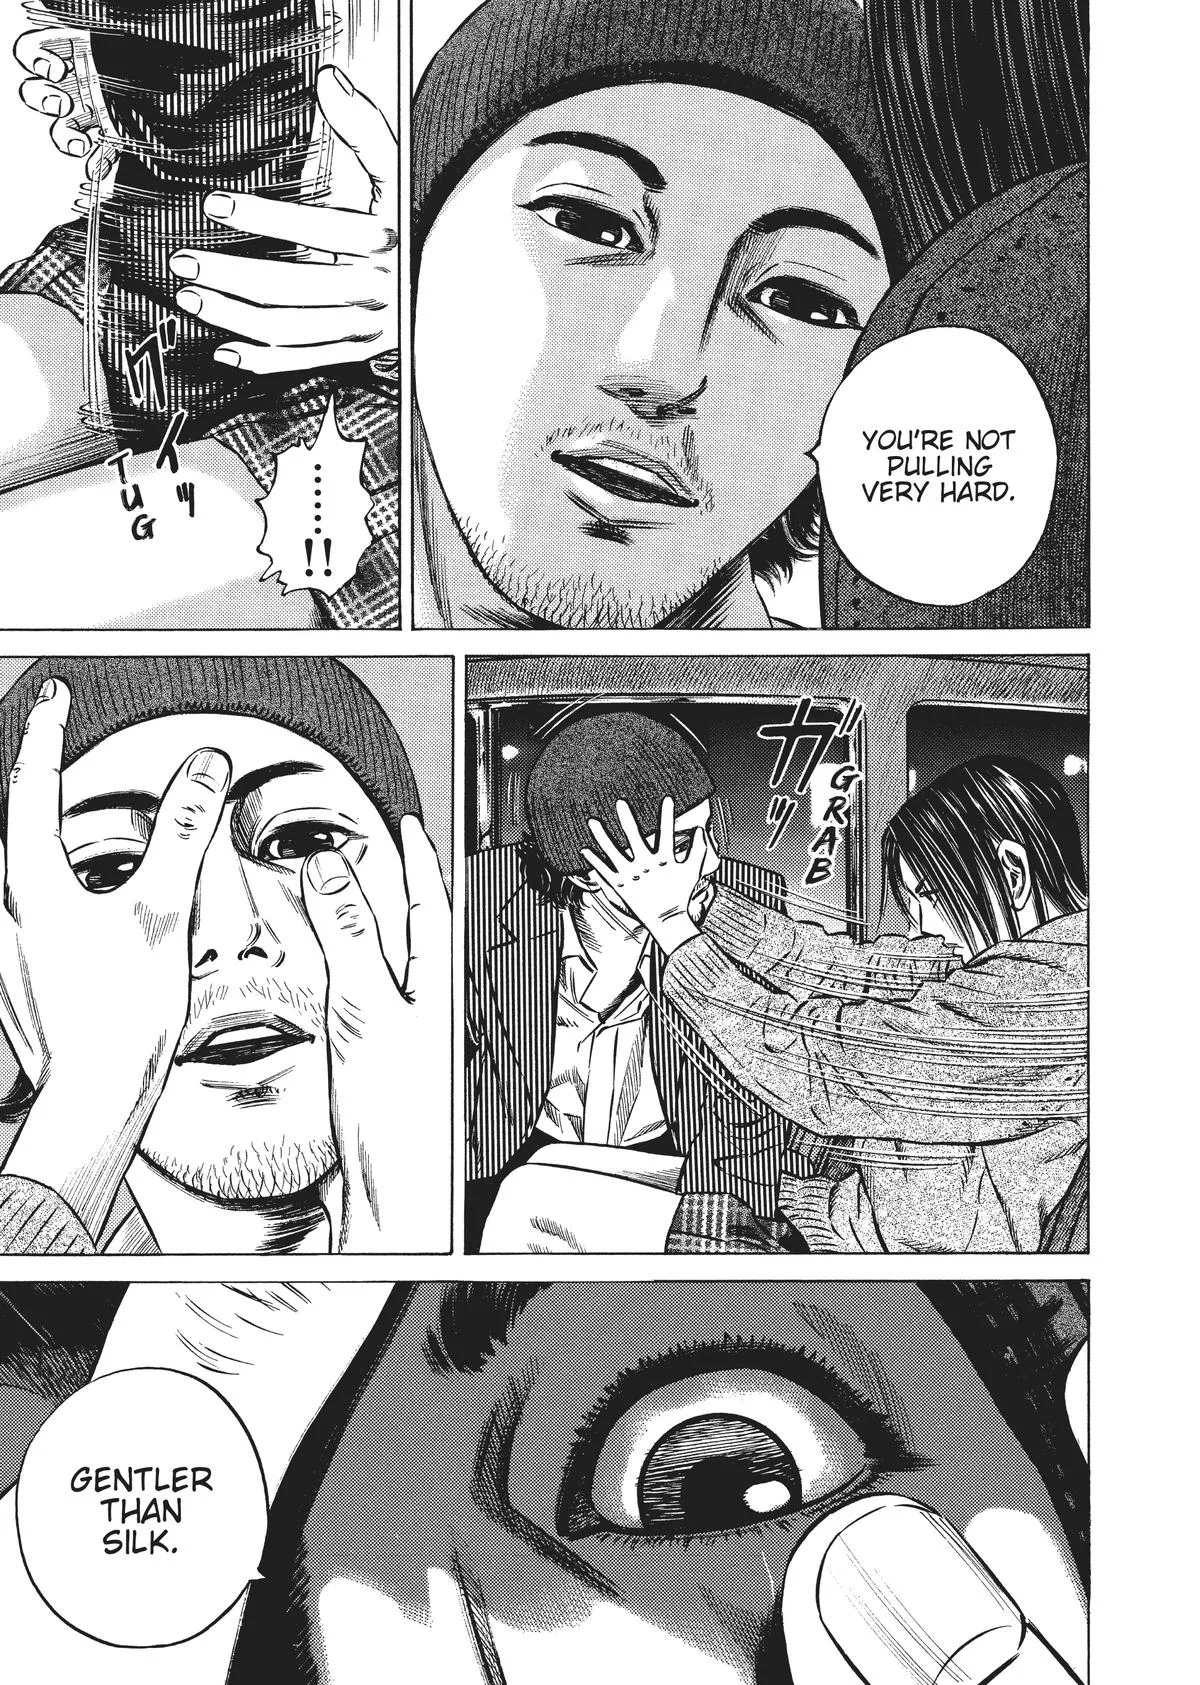 YOU'RE NOT
PULLING
VERY HARD.
グイッ
TUG
‥‥‥!!
ガッ
GRAB
GENTLER
THAN
SILK.